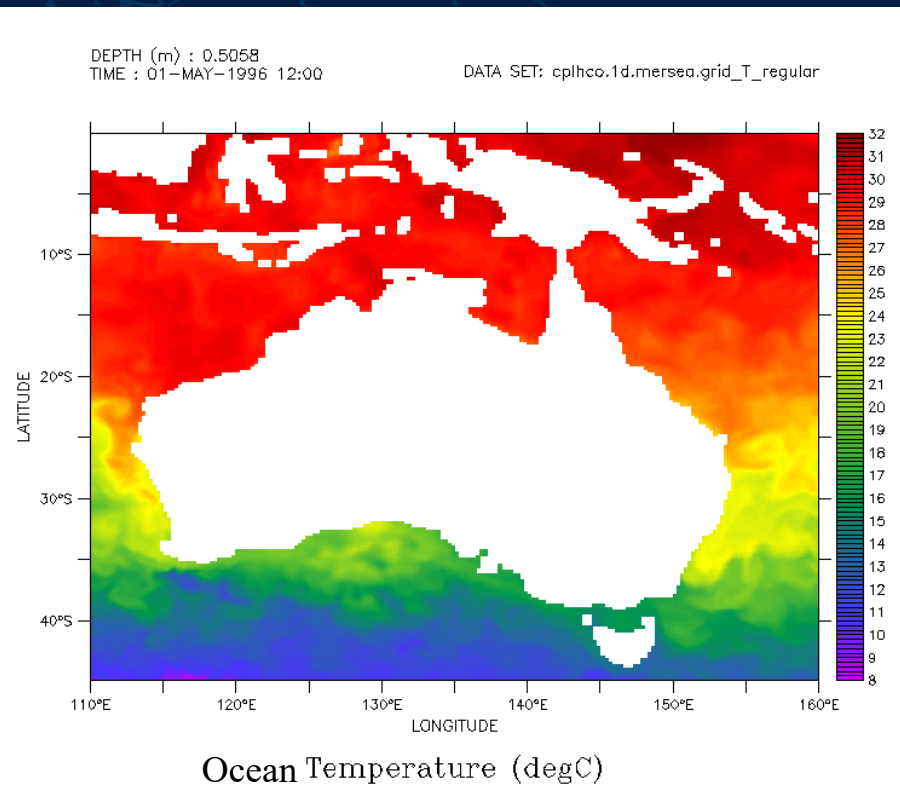 DEPTH (m) : 0.5058
TIME : 01-MAY-1996 12:00
DATA SET: cplhco.1d.mersea.grid_T_regular
32
31
30
29
28
27
26
25
24
23
22
21
20
19
18
17
16
15
14
13
12
11
10
9
8
10°S
20°S
30°S
40°S
LATITUDE
110°E 120°E 130°E 140°E 150°E 160°E
LONGITUDE
Ocean Temperature (degC)